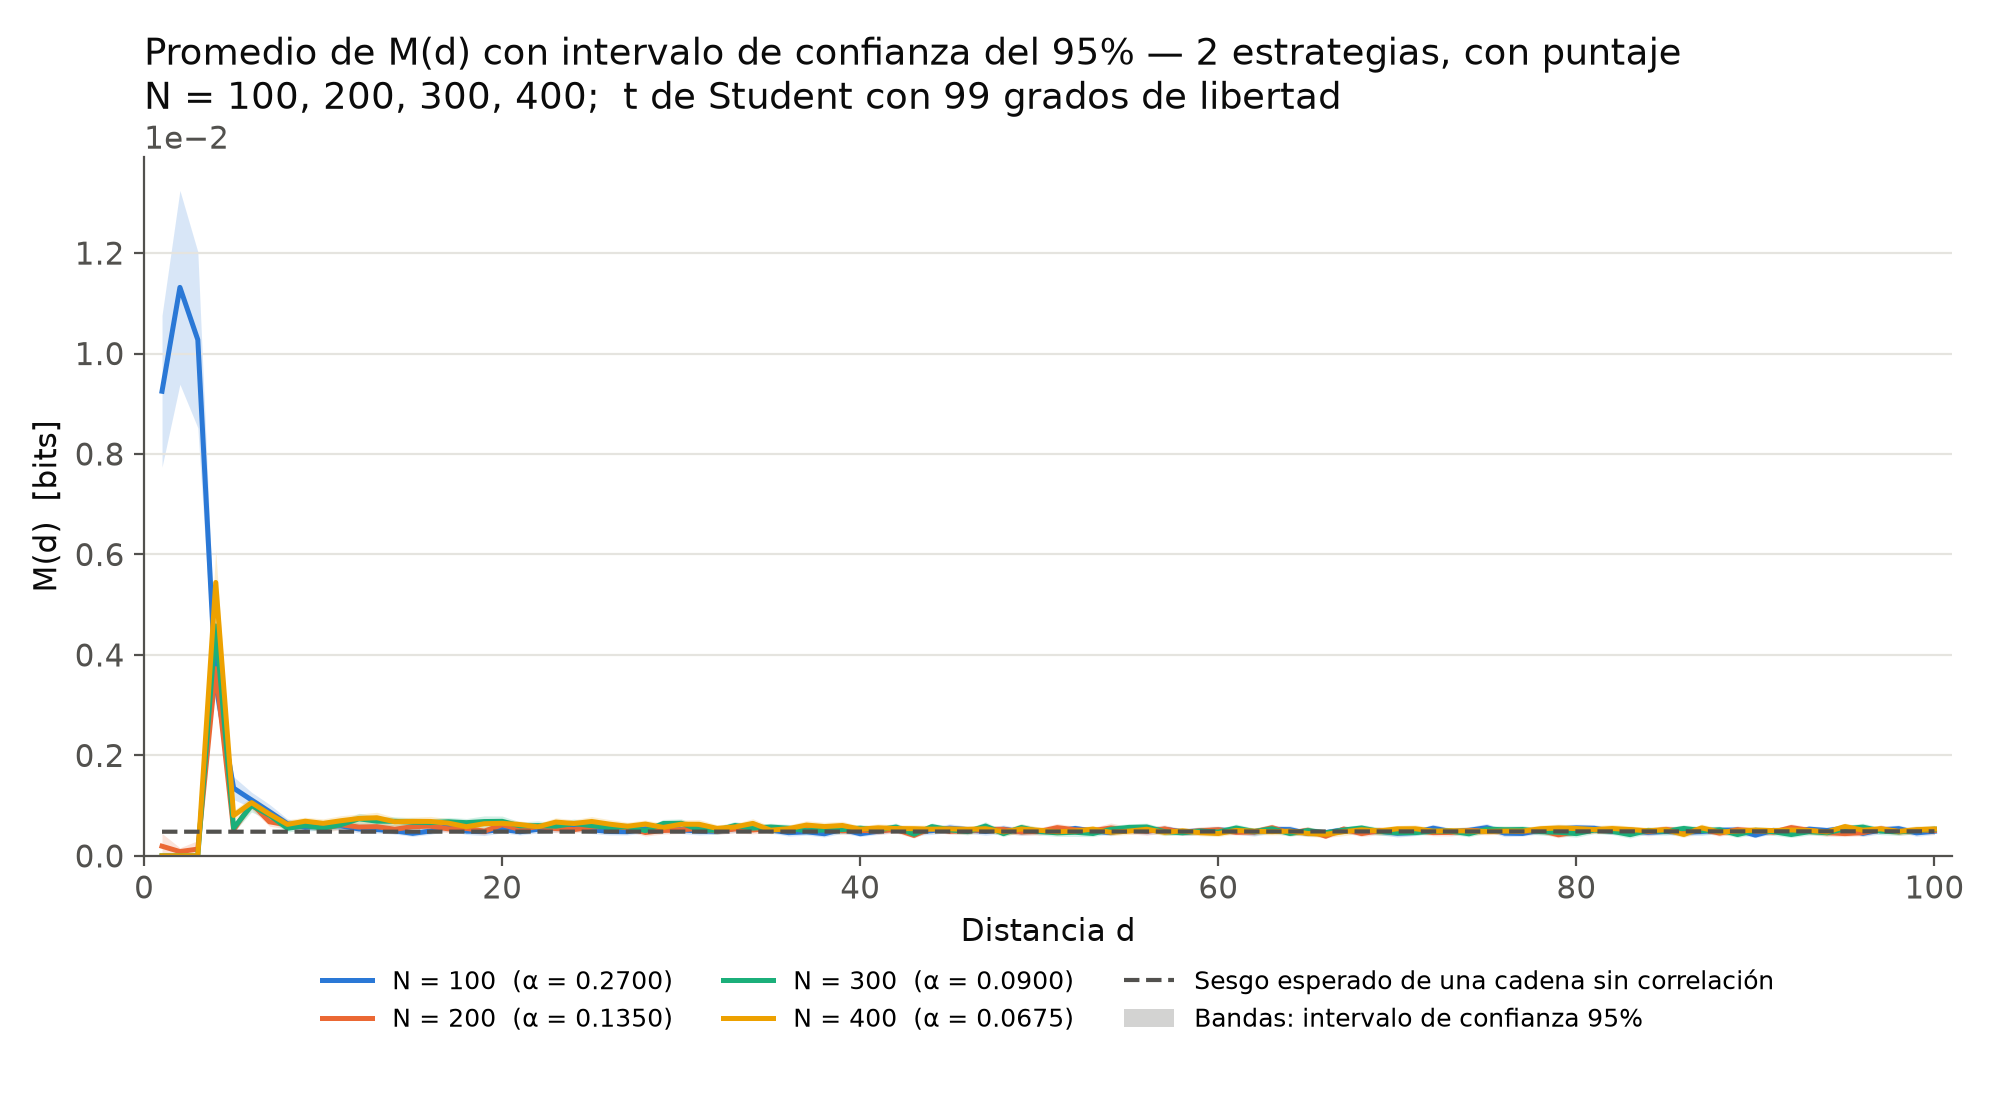 Promedio de M(d) con intervalo de confianza del 95% — 2 estrategias, con puntaje
N = 100, 200, 300, 400;  t de Student con 99 grados de libertad
1e−2
1.2
1.0
0.8
0.6
0.4
0.2
0.0
M(d)  [bits]
0 20 40 60 80 100
Distancia d
N = 100  (α = 0.2700)
N = 200  (α = 0.1350)
N = 300  (α = 0.0900)
N = 400  (α = 0.0675)
Sesgo esperado de una cadena sin correlación
Bandas: intervalo de confianza 95%